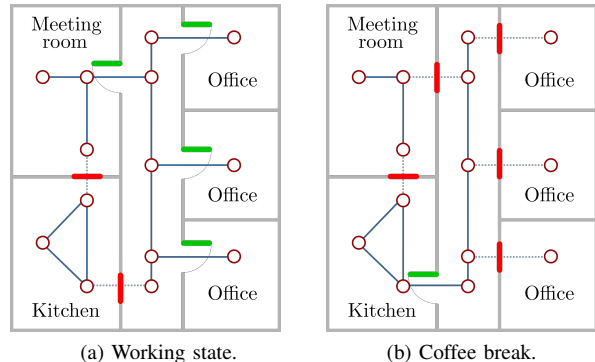 Meeting
room
Office
Office
Kitchen
Office
(a) Working state.
Meeting
room
Office
Office
Kitchen
Office
(b) Coffee break.